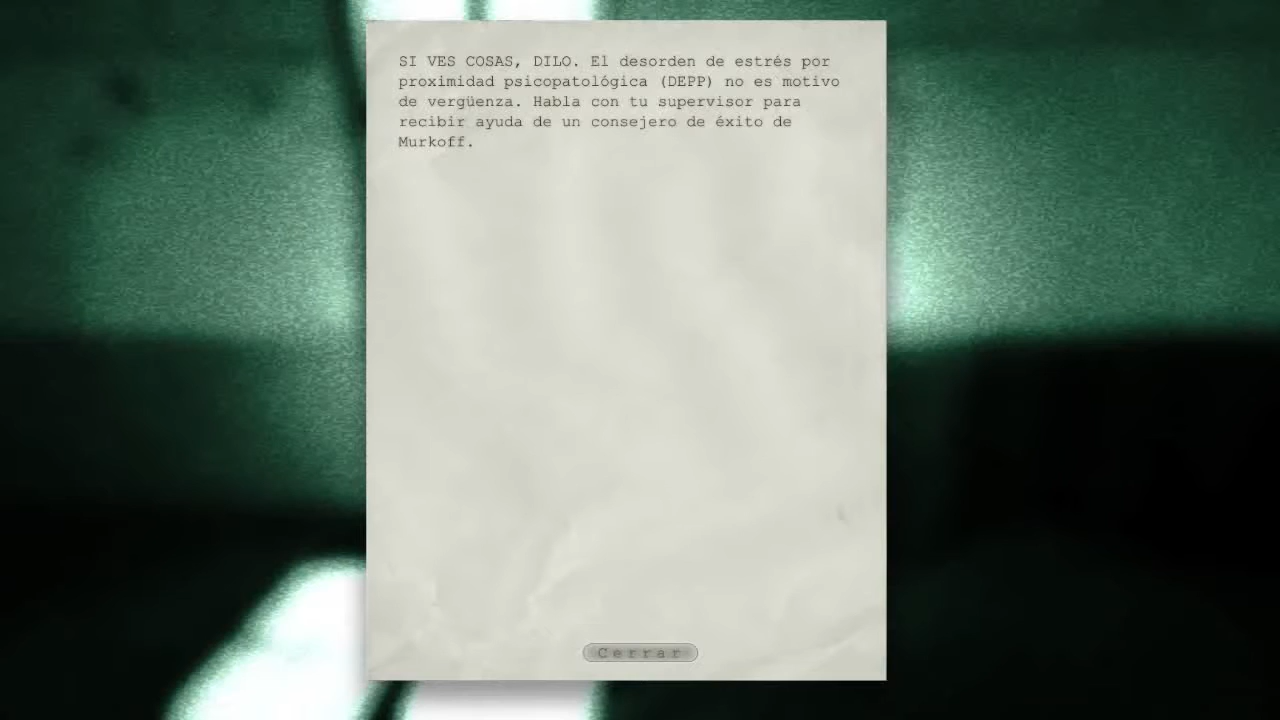 SI VES COSAS, DILO. El desorden de estrés por
proximidad psicopatológica (DEPP) no es motivo
de vergüenza. Habla con tu supervisor para
recibir ayuda de un consejero de éxito de
Murkoff.
Cerrar